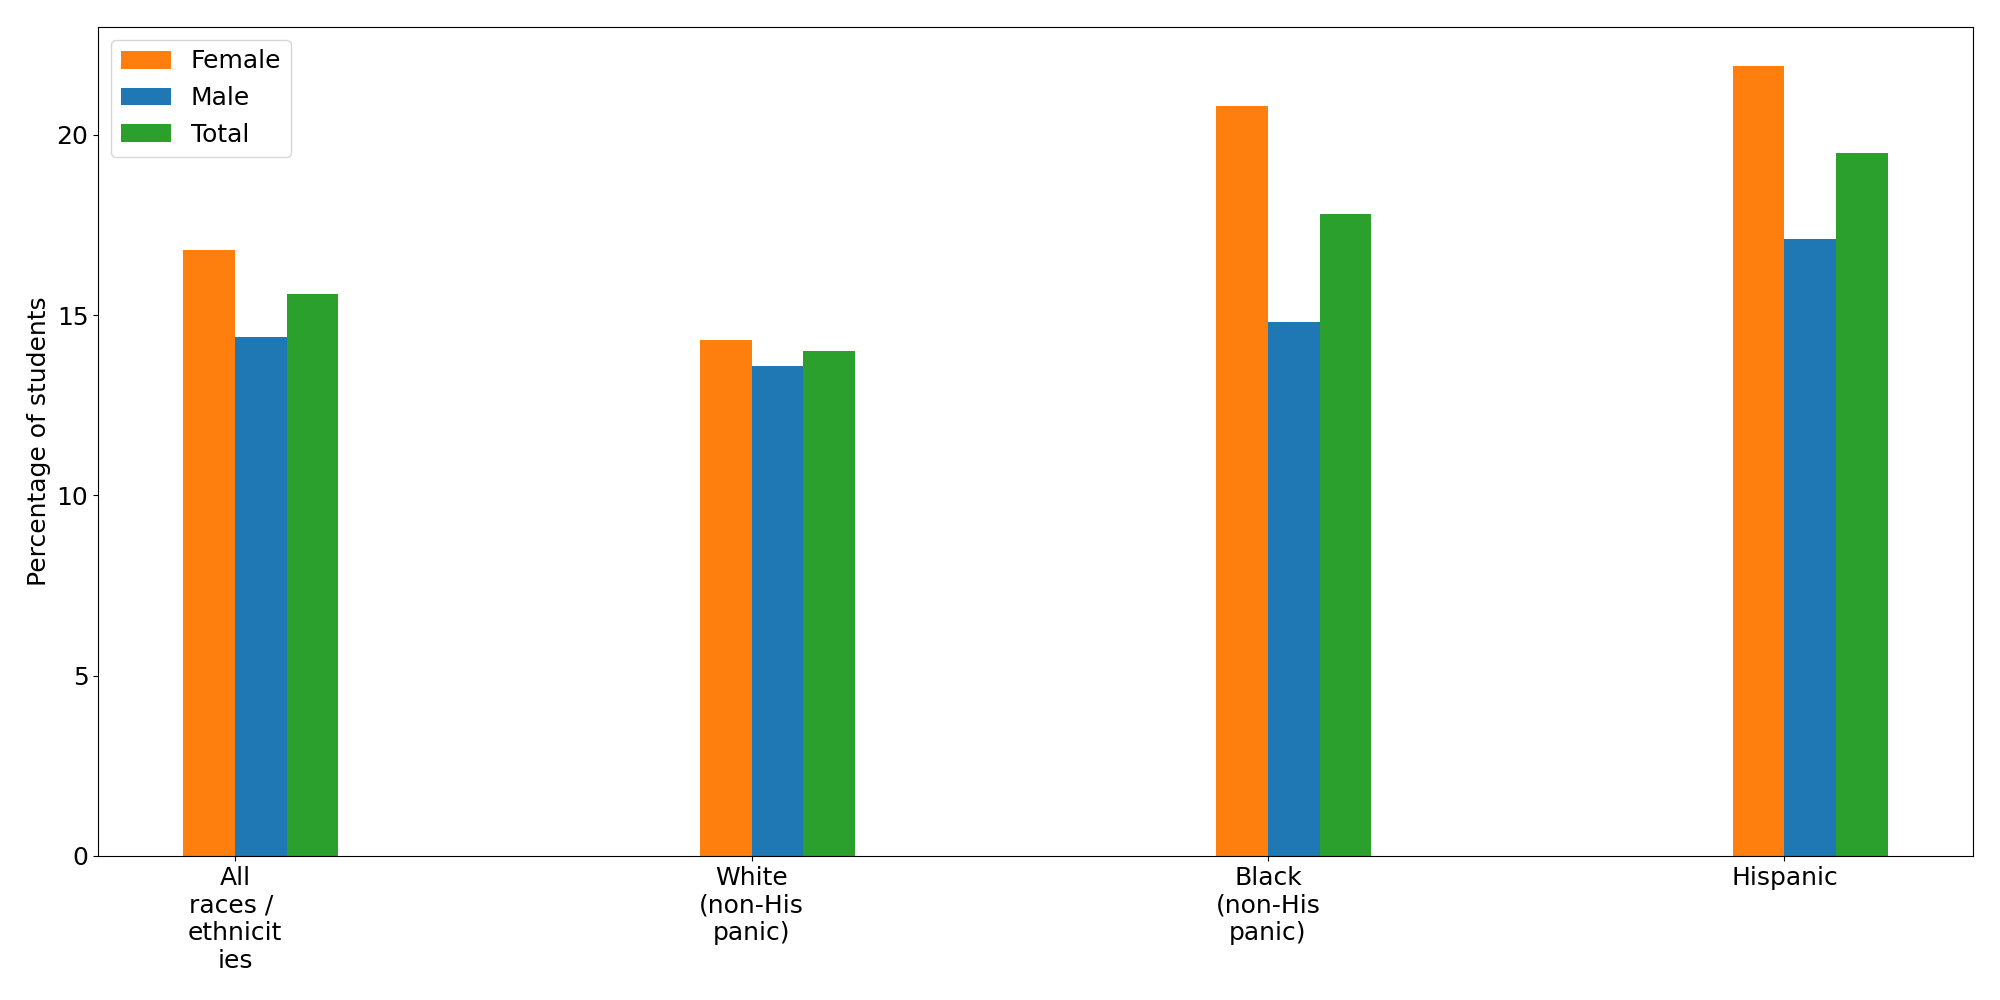 Female
Male
Total
Percentage of students
20
15
10
5
0
All
races /
ethnicit
ies
White
(non-His
panic)
Black
(non-His
panic)
Hispanic